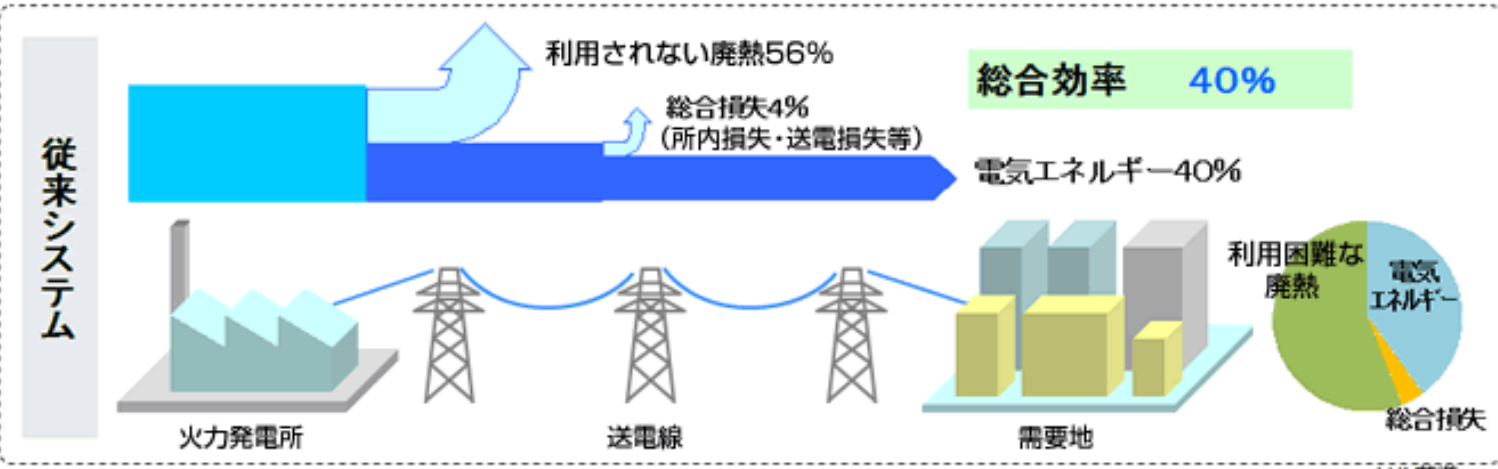 従来システム
利用されない廃熱56%
総合損失4%
(所内損失・送電損失等)
総合効率 40%
電気エネルギー40%
火力発電所
送電線
需要地
利用困難な
廃熱
電気
エネルギー
総合損失